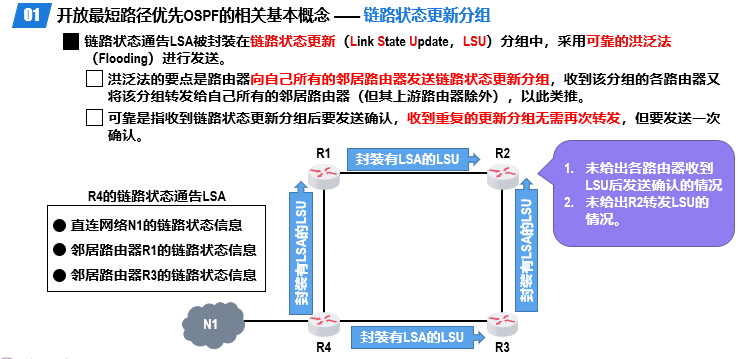 01 开放最短路径优先OSPF的相关基本概念 —— 链路状态更新分组
链路状态通告LSA被封装在链路状态更新（Link State Update，LSU）分组中，采用可靠的洪泛法
（Flooding）进行发送。
洪泛法的要点是路由器向自己所有的邻居路由器发送链路状态更新分组，收到该分组的各路由器又
将该分组转发给自己所有的邻居路由器（但其上游路由器除外），以此类推。
可靠是指收到链路状态更新分组后要发送确认，收到重复的更新分组无需再次转发，但要发送一次
确认。
R1
封装有LSA的LSU
R2
1. 未给出各路由器收到
LSU后发送确认的情况
2. 未给出R2转发LSU的
情况。
R4的链路状态通告LSA
直连网络N1的链路状态信息
邻居路由器R1的链路状态信息
邻居路由器R3的链路状态信息
封装有LSA的LSU
封装有LSA的LSU
N1
R4
封装有LSA的LSU
R3